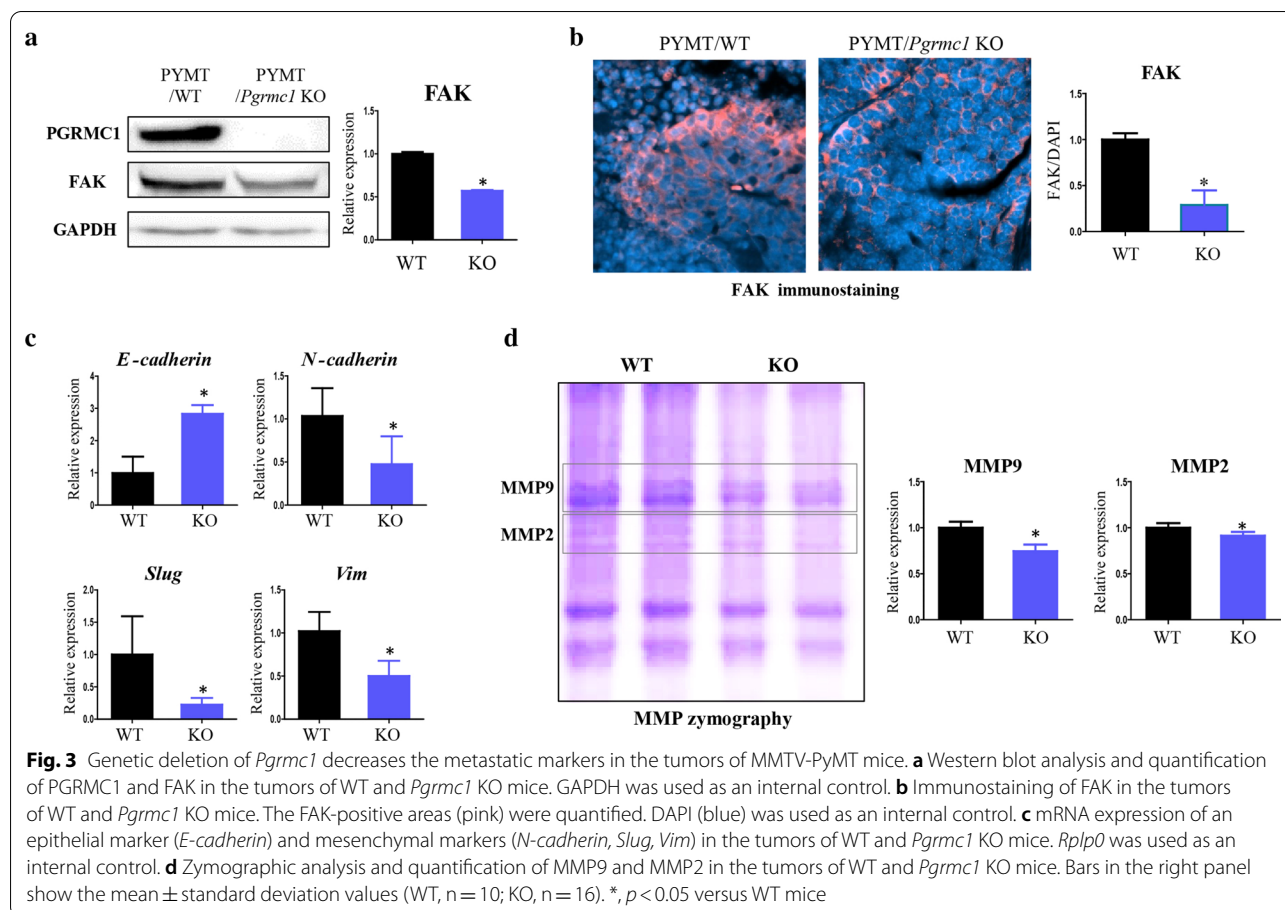 a
PYMT
/WT
PYMT
/Pgrmc1 KO
PGRMC1
FAK
GAPDH
FAK
Relative expression
1.5
1.0
0.5
0.0
*
WT
KO
b
PYMT/WT
PYMT/Pgrmc1 KO
FAK immunostaining
FAK
FAK/DAPI
1.5
1.0
0.5
0.0
*
WT
KO
c
E-cadherin
Relative expression
4
3
2
1
0
*
WT
KO
N-cadherin
Relative expression
1.5
1.0
0.5
0.0
*
WT
KO
Slug
Relative expression
2.0
1.5
1.0
0.5
0.0
*
WT
KO
Vim
Relative expression
1.5
1.0
0.5
0.0
*
WT
KO
d
WT
KO
MMP9
MMP2
MMP zymography
MMP9
Relative expression
1.5
1.0
0.5
0.0
*
WT
KO
MMP2
Relative expression
1.5
1.0
0.5
0.0
*
WT
KO
Fig. 3 Genetic deletion of Pgrmc1 decreases the metastatic markers in the tumors of MMTV-PyMT mice. a Western blot analysis and quantification
of PGRMC1 and FAK in the tumors of WT and Pgrmc1 KO mice. GAPDH was used as an internal control. b Immunostaining of FAK in the tumors
of WT and Pgrmc1 KO mice. The FAK-positive areas (pink) were quantified. DAPI (blue) was used as an internal control. c mRNA expression of an
epithelial marker (E-cadherin) and mesenchymal markers (N-cadherin, Slug, Vim) in the tumors of WT and Pgrmc1 KO mice. Rplp0 was used as an
internal control. d Zymographic analysis and quantification of MMP9 and MMP2 in the tumors of WT and Pgrmc1 KO mice. Bars in the right panel
show the mean ± standard deviation values (WT, n = 10; KO, n = 16). *, p < 0.05 versus WT mice